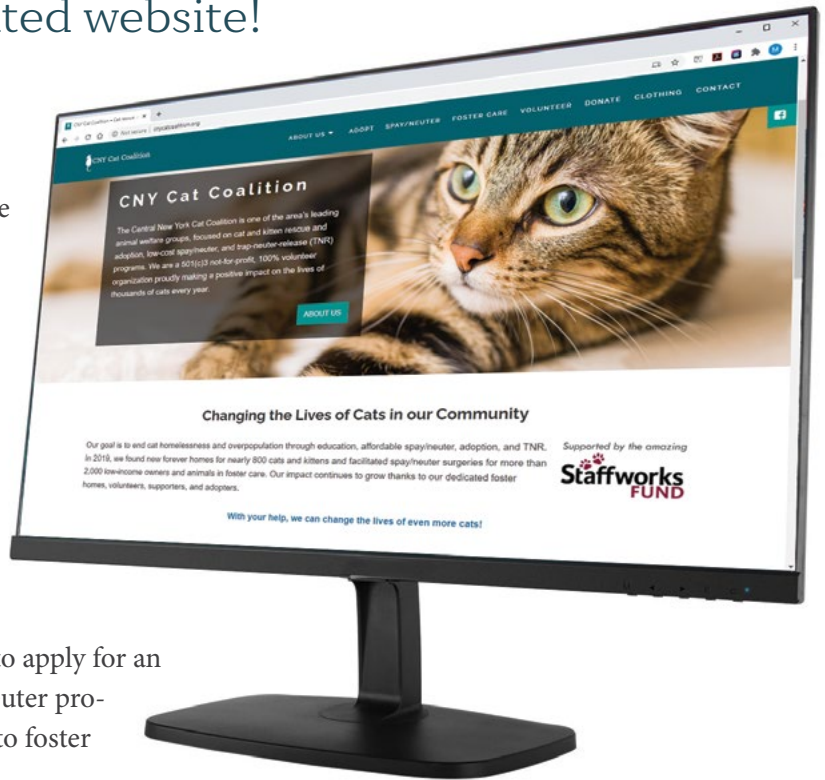 ted website!
CNY Cat Coalition
Not secure | cnycatcoalition.org
CNY Cat Coalition
ABOUT US ADOPT SPAY/NEUTER FOSTER CARE VOLUNTEER DONATE CLOTHING CONTACT
CNY Cat Coalition
The Central New York Cat Coalition is one of the area's leading
animal welfare groups, focused on cat and kitten rescue and
adoption, low-cost spay/neuter, and trap-neuter-release (TNR)
programs. We are a 501(c)3 not-for-profit, 100% volunteer
organization proudly making a positive impact on the lives of
thousands of cats every year.
ABOUT US
e
Changing the Lives of Cats in our Community
Our goal is to end cat homelessness and overpopulation through education, affordable spay/neuter, adoption, and TNR.
In 2019, we found new forever homes for nearly 800 cats and kittens and facilitated spay/neuter surgeries for more than
2,000 low-income owners and animals in foster care. Our impact continues to grow thanks to our dedicated foster
homes, volunteers, supporters, and adopters.
Supported by the amazing
Staffworks
FUND
With your help, we can change the lives of even more cats!
to apply for an
uter pro-
to foster